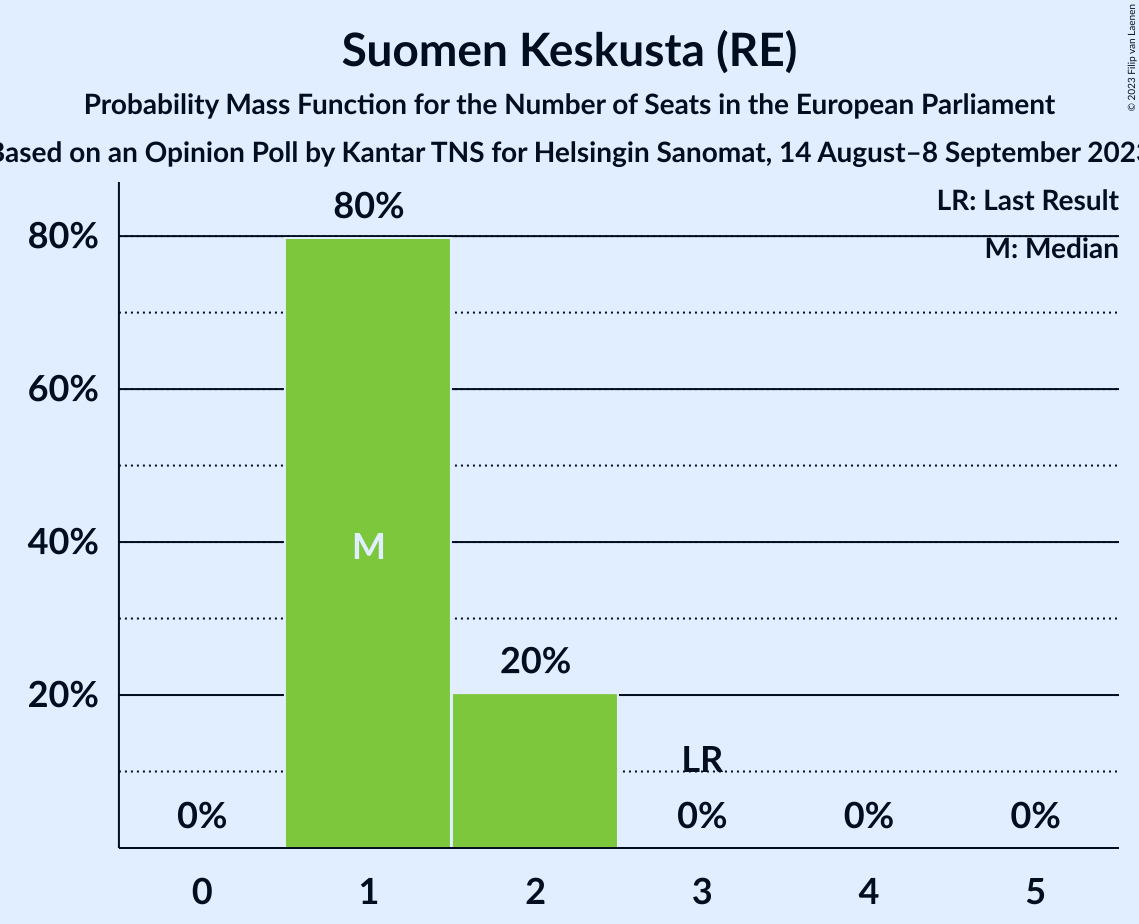 Suomen Keskusta (RE)
Probability Mass Function for the Number of Seats in the European Parliament
Based on an Opinion Poll by Kantar TNS for Helsingin Sanomat, 14 August–8 September 2023
© 2023 Filip van Laenen
LR: Last Result
M: Median
80%
60%
40%
20%
80%
M
20%
LR
0%
0%
0%
0%
0
1
2
3
4
5